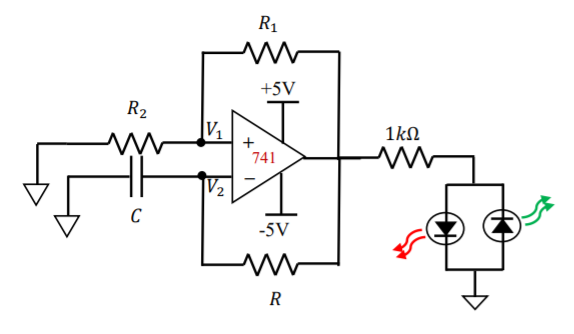 R₁
+5V
R₂
V₁
+
741
1kΩ
V₂
−
C
-5V
R